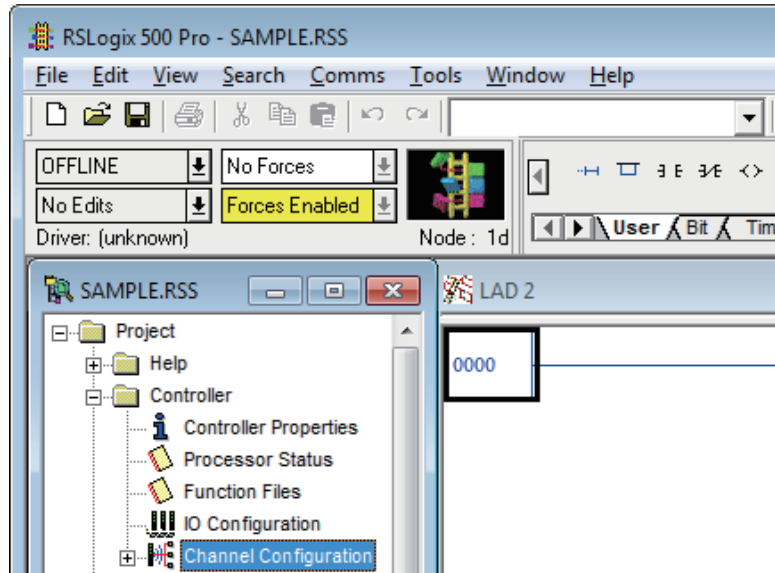 RSLogix 500 Pro - SAMPLE.RSS
File Edit View Search Comms Tools Window Help
OFFLINE No Forces
No Edits Forces Enabled
Driver: (unknown) Node : 1d
User Bit Tim
SAMPLE.RSS
LAD 2
Project
0000
Help
Controller
Controller Properties
Processor Status
Function Files
IO Configuration
Channel Configuration